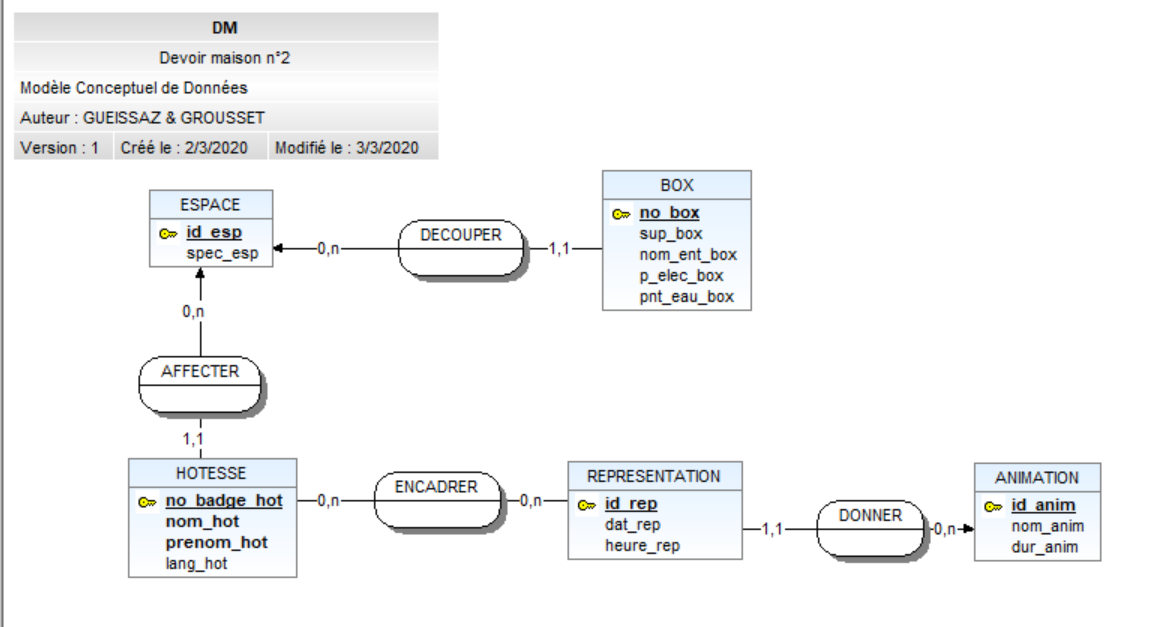 DM
Devoir maison n°2
Modèle Conceptuel de Données
Auteur : GUEISSAZ & GROUSSET
Version : 1 Créé le : 2/3/2020 Modifié le : 3/3/2020
ESPACE
id_esp
spec_esp
0,n
DECOUPER
1,1
BOX
no_box
sup_box
nom_ent_box
p_elec_box
pnt_eau_box
0,n
AFFECTER
1,1
HOTESSE
no_badge_hot
nom_hot
prenom_hot
lang_hot
0,n
ENCADRER
0,n
REPRESENTATION
id_rep
dat_rep
heure_rep
1,1
DONNER
0,n
ANIMATION
id_anim
nom_anim
dur_anim